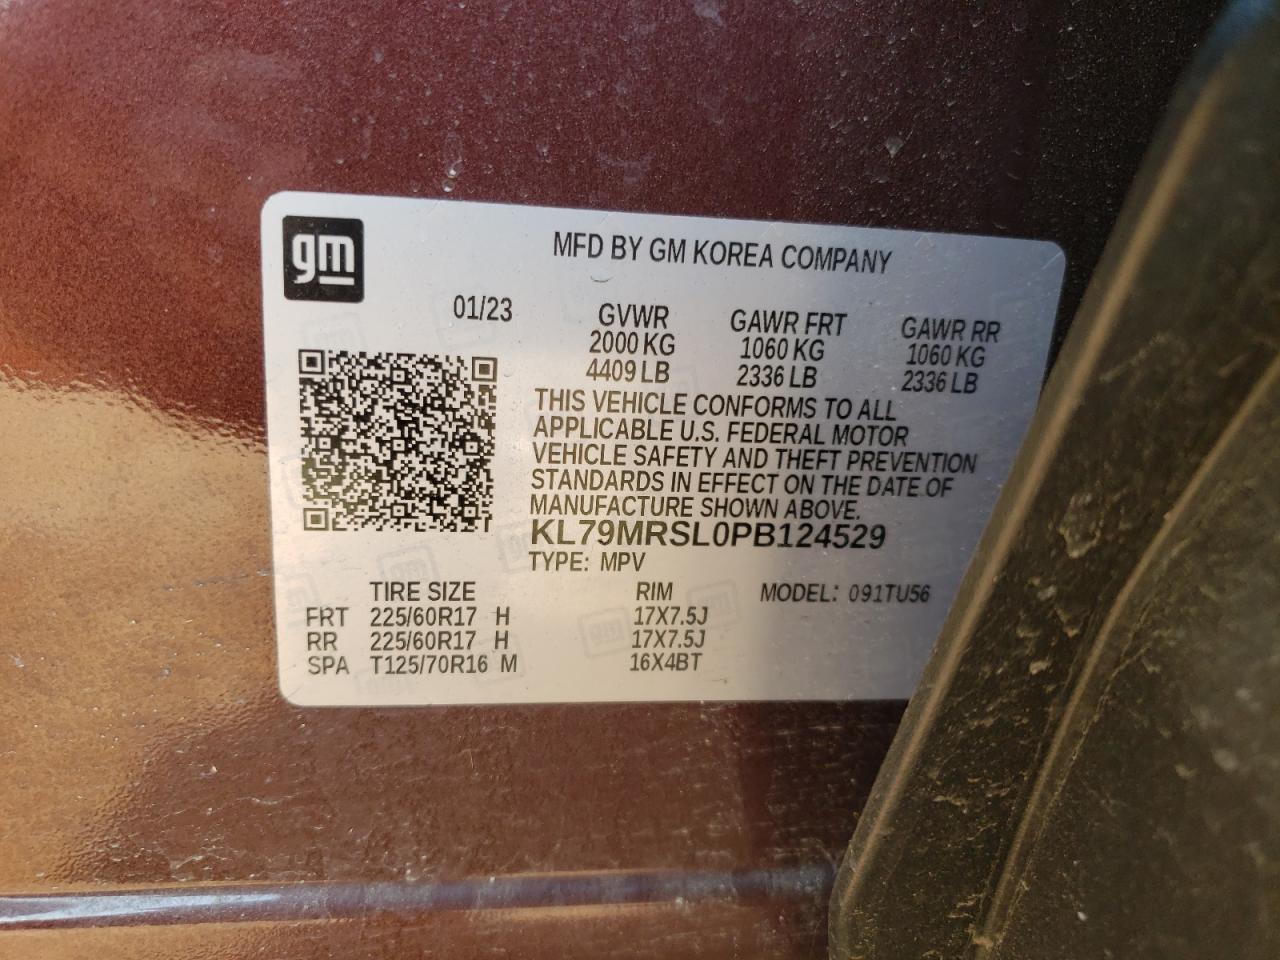 gm
MFD BY GM KOREA COMPANY
01/23 GVWR GAWR FRT GAWR RR
2000 KG 1060 KG 1060 KG
4409 LB 2336 LB 2336 LB
THIS VEHICLE CONFORMS TO ALL
APPLICABLE U.S. FEDERAL MOTOR
VEHICLE SAFETY AND THEFT PREVENTION
STANDARDS IN EFFECT ON THE DATE OF
MANUFACTURE SHOWN ABOVE.
KL79MRSL0PB124529
TYPE: MPV
TIRE SIZE RIM MODEL: 091TU56
FRT 225/60R17 H 17X7.5J
RR 225/60R17 H 17X7.5J
SPA T125/70R16 M 16X4BT